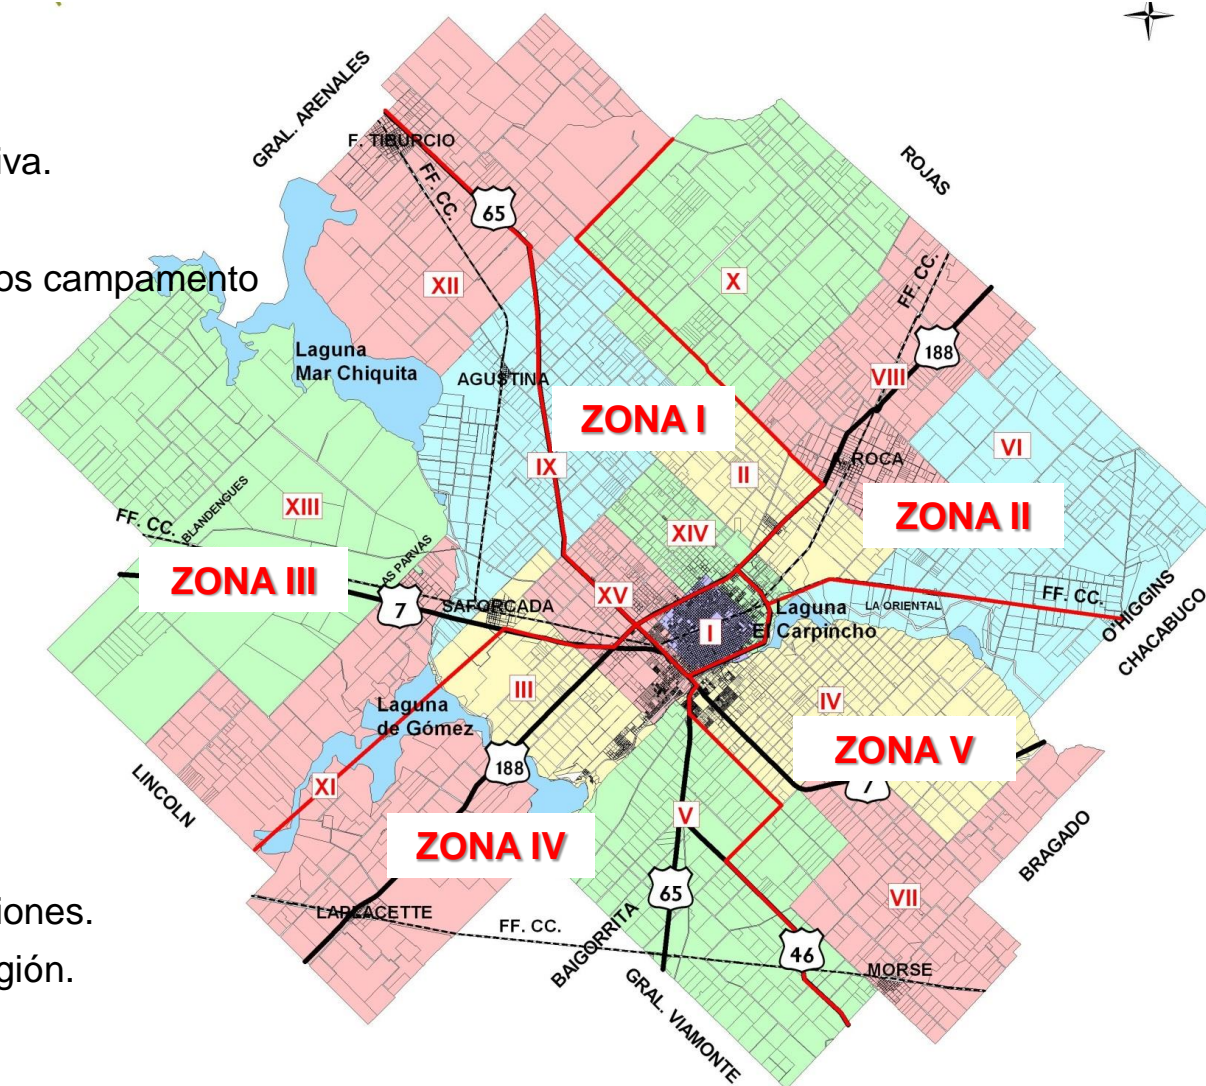 GRAL. ARENALES
F. TIBURCIO
iva.
FF. CC.
ROJAS
65
os campamento
XII
X
FF. CC.
188
Laguna
Mar Chiquita
AGUSTINA
VIII
ZONA I
VI
IX
II
ROCA
XIII
BLANDENGUES
FF. CC.
ZONA II
XIV
AS PARVAS
ZONA III
7
SAFORCADA
XV
I
Laguna
El Carpincho
LA ORIENTAL
FF. CC.
O'HIGGINS
CHACABUCO
III
IV
Laguna
de Gómez
ZONA V
188
7
LINCOLN
XI
V
ZONA IV
BRAGADO
65
VII
iones.
LAPLACETTE
FF. CC.
BAIGORRITA
46
gión.
MORSE
GRAL. VIAMONTE